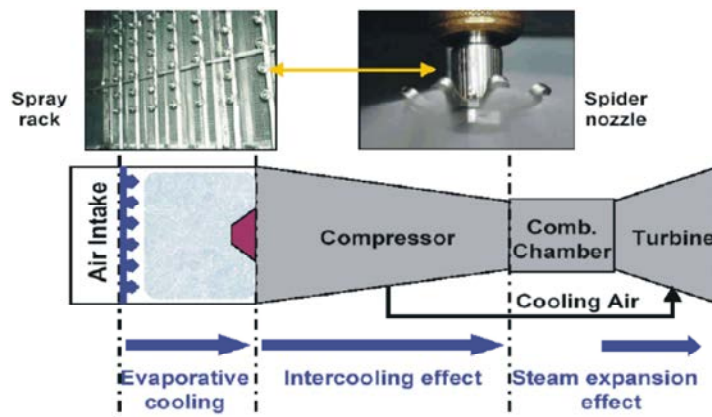 Spray
rack
Spider
nozzle
Air Intake
Compressor
Comb.
Chamber
Turbine
Cooling Air
Evaporative
cooling
Intercooling effect
Steam expansion
effect